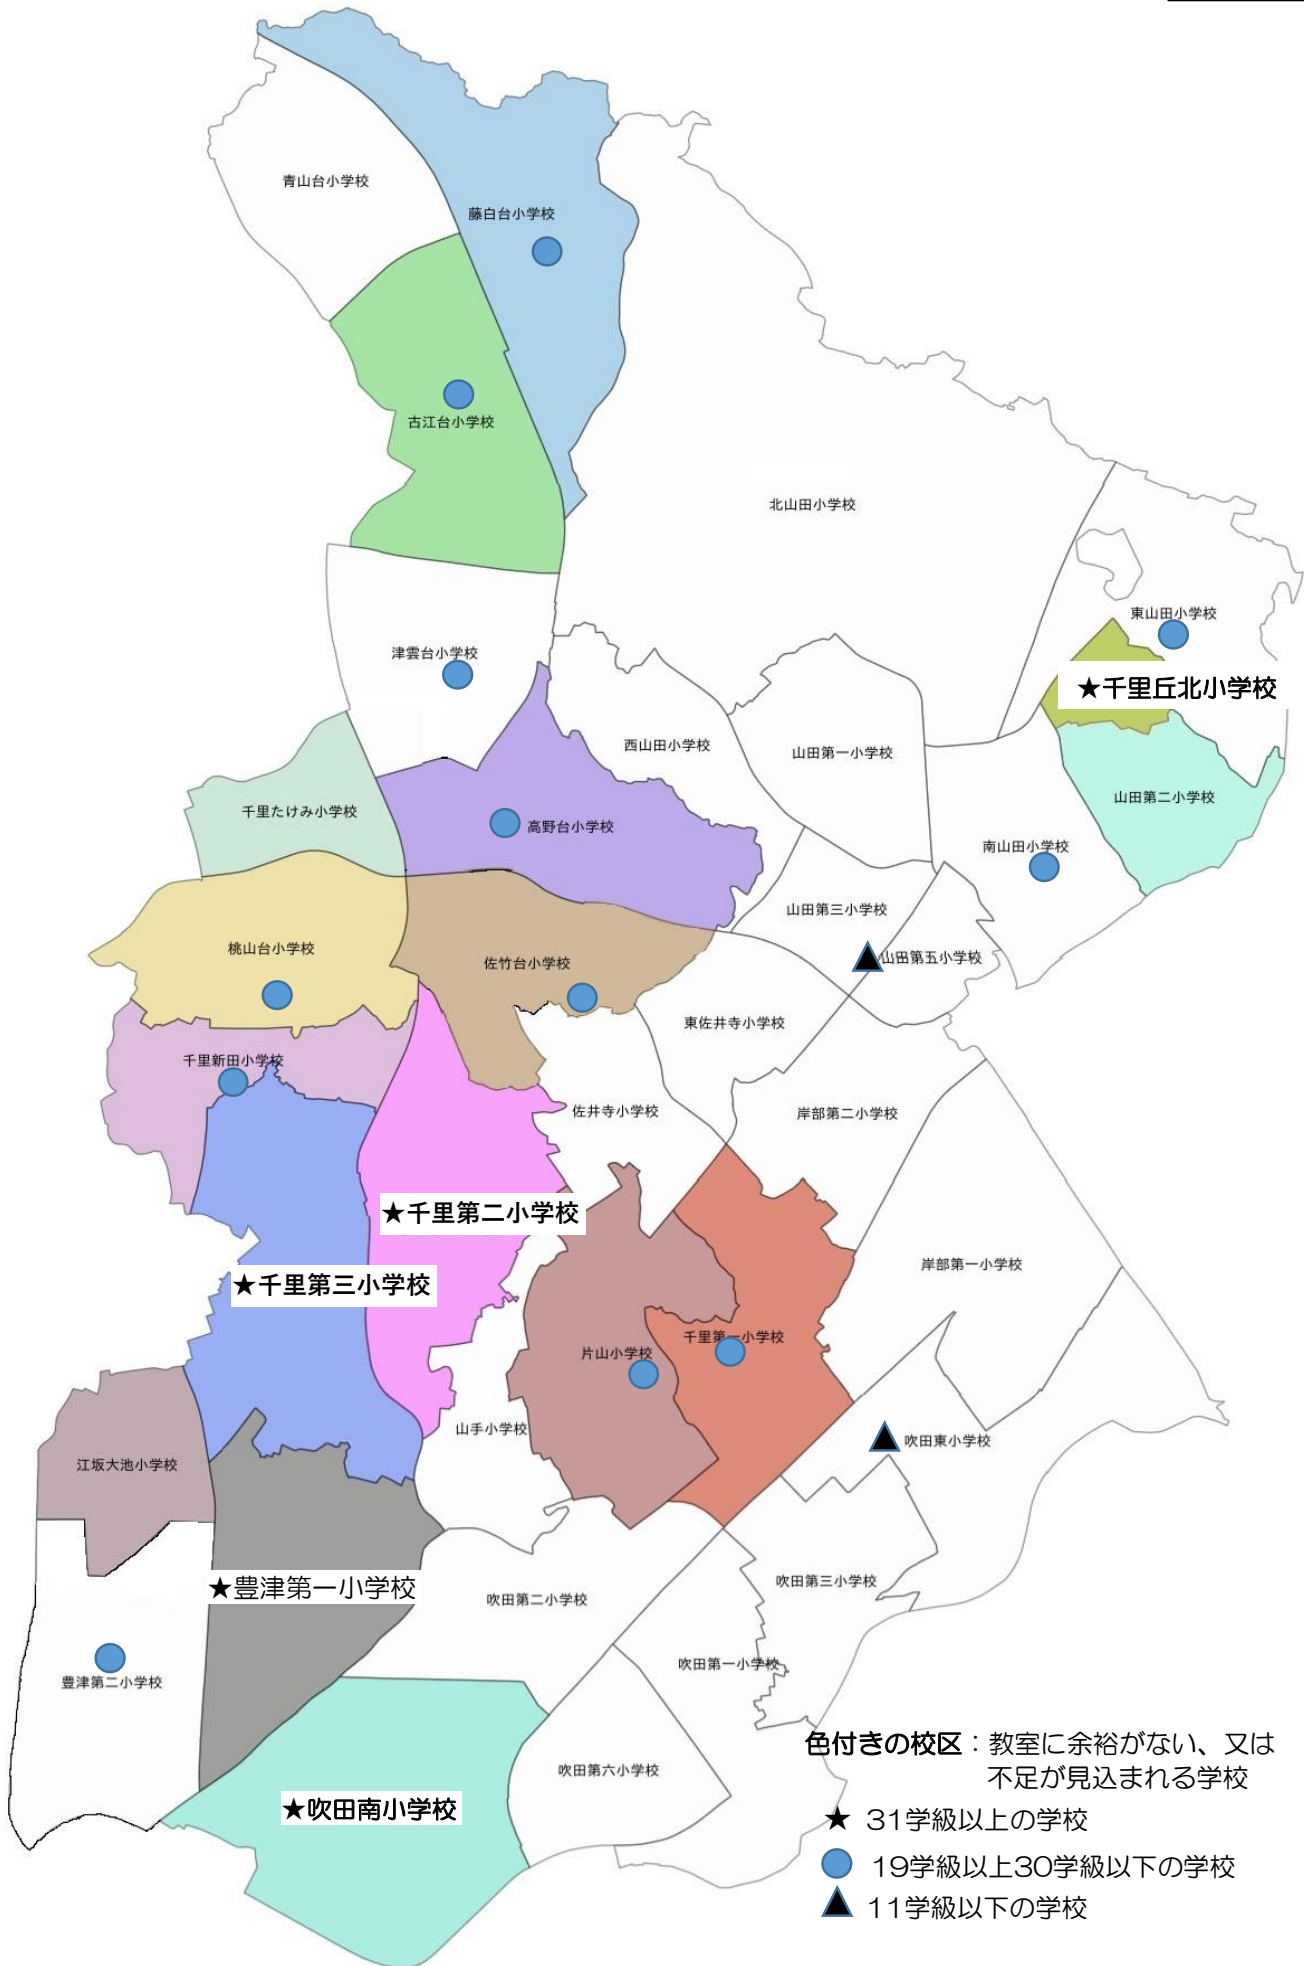 青山台小学校
藤白台小学校
古江台小学校
北山田小学校
東山田小学校
津雲台小学校
★千里丘北小学校
西山田小学校
山田第一小学校
山田第二小学校
千里たけみ小学校
高野台小学校
南山田小学校
山田第三小学校
桃山台小学校
佐竹台小学校
山田第五小学校
東佐井寺小学校
千里新田小学校
佐井寺小学校
岸部第二小学校
★千里第二小学校
岸部第一小学校
★千里第三小学校
千里第一小学校
片山小学校
山手小学校
吹田東小学校
江坂大池小学校
吹田第三小学校
★豊津第一小学校
吹田第二小学校
吹田第一小学校
豊津第二小学校
吹田第六小学校
★吹田南小学校
色付きの校区：教室に余裕がない、又は
不足が見込まれる学校
★ 31学級以上の学校
● 19学級以上30学級以下の学校
▲ 11学級以下の学校